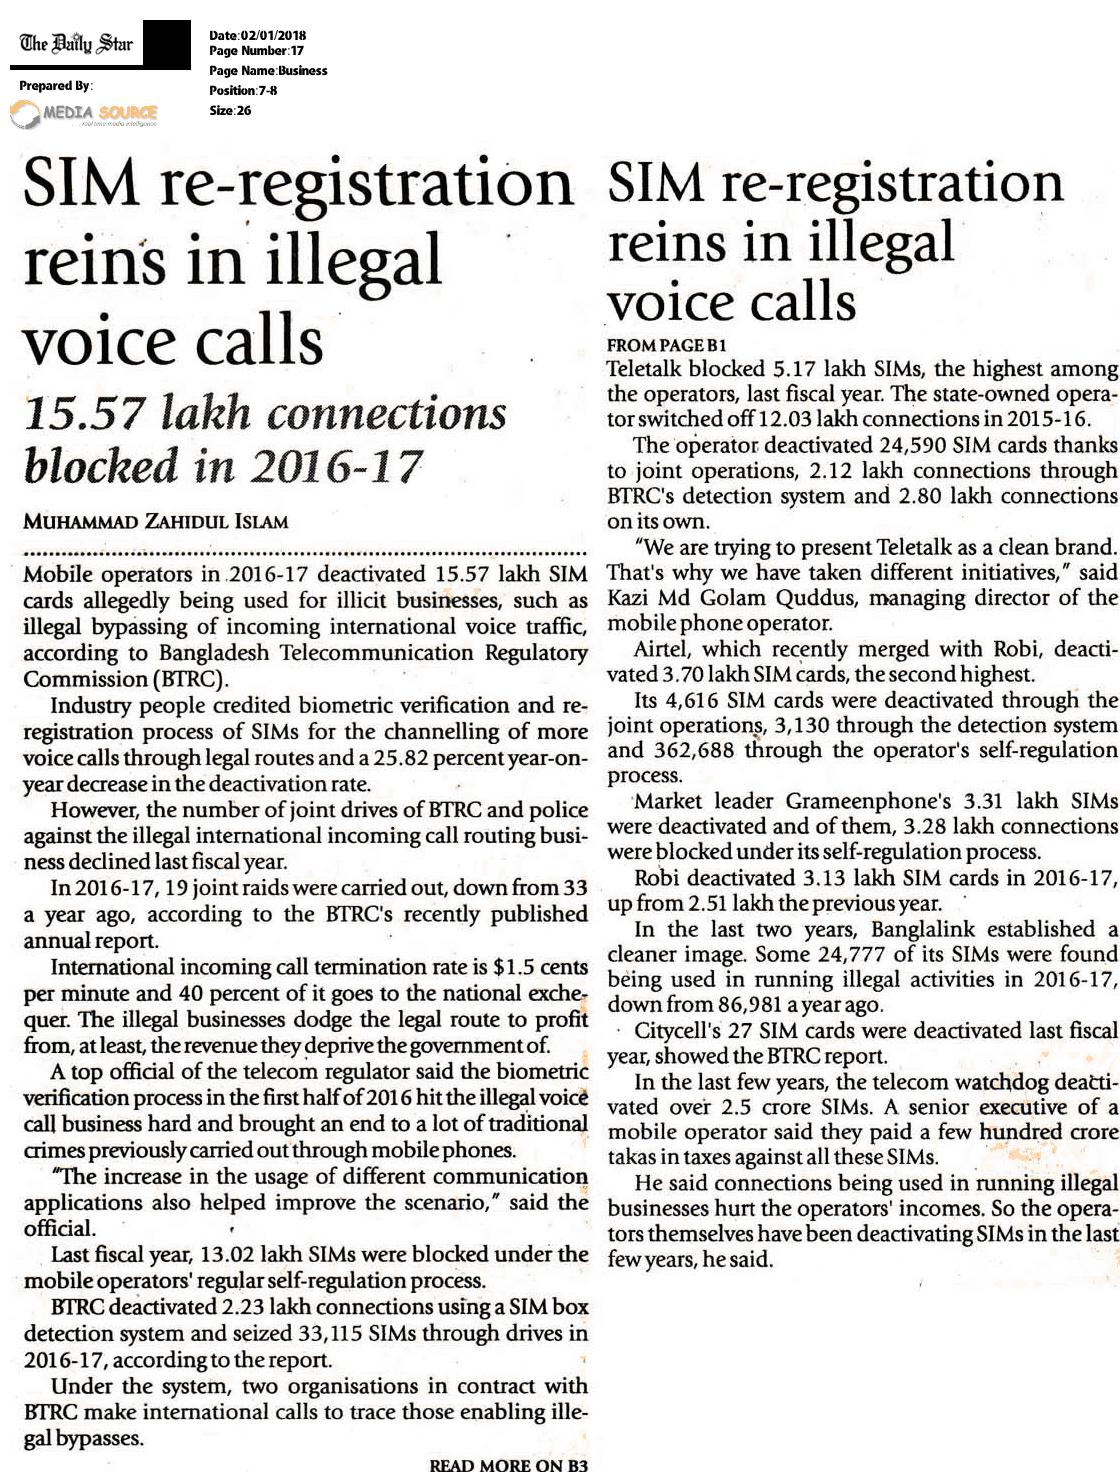 The Daily Star
Prepared By:
MEDIA SOURCE
real time media intelligence
Date:02/01/2018
Page Number:17
Page Name:Business
Position:7-8
Size:26
SIM re-registration
reins in illegal
voice calls
15.57 lakh connections
blocked in 2016-17
MUHAMMAD ZAHIDUL ISLAM
Mobile operators in 2016-17 deactivated 15.57 lakh SIM
cards allegedly being used for illicit businesses, such as
illegal bypassing of incoming international voice traffic,
according to Bangladesh Telecommunication Regulatory
Commission (BTRC).
Industry people credited biometric verification and re-
registration process of SIMs for the channelling of more
voice calls through legal routes and a 25.82 percent year-on-
year decrease in the deactivation rate.
However, the number of joint drives of BTRC and police
against the illegal international incoming call routing busi-
ness declined last fiscal year.
In 2016-17, 19 joint raids were carried out, down from 33
a year ago, according to the BTRC's recently published
annual report.
International incoming call termination rate is $1.5 cents
per minute and 40 percent of it goes to the national exche-
quer. The illegal businesses dodge the legal route to profit
from, at least, the revenue they deprive the government of.
A top official of the telecom regulator said the biometric
verification process in the first half of 2016 hit the illegal voice
call business hard and brought an end to a lot of traditional
crimes previously carried out through mobile phones.
"The increase in the usage of different communication
applications also helped improve the scenario," said the
official.
Last fiscal year, 13.02 lakh SIMs were blocked under the
mobile operators' regular self-regulation process.
BTRC deactivated 2.23 lakh connections using a SIM box
detection system and seized 33,115 SIMs through drives in
2016-17, according to the report.
Under the system, two organisations in contract with
BTRC make international calls to trace those enabling ille-
gal bypasses.
READ MORE ON B3
SIM re-registration
reins in illegal
voice calls
FROM PAGE B1
Teletalk blocked 5.17 lakh SIMs, the highest among
the operators, last fiscal year. The state-owned opera-
tor switched off 12.03 lakh connections in 2015-16.
The operator deactivated 24,590 SIM cards thanks
to joint operations, 2.12 lakh connections through
BTRC's detection system and 2.80 lakh connections
on its own.
"We are trying to present Teletalk as a clean brand.
That's why we have taken different initiatives," said
Kazi Md Golam Quddus, managing director of the
mobile phone operator.
Airtel, which recently merged with Robi, deacti-
vated 3.70 lakh SIM cards, the second highest.
Its 4,616 SIM cards were deactivated through the
joint operations, 3,130 through the detection system
and 362,688 through the operator's self-regulation
process.
Market leader Grameenphone's 3.31 lakh SIMs
were deactivated and of them, 3.28 lakh connections
were blocked under its self-regulation process.
Robi deactivated 3.13 lakh SIM cards in 2016-17,
up from 2.51 lakh the previous year.
In the last two years, Banglalink established a
cleaner image. Some 24,777 of its SIMs were found
being used in running illegal activities in 2016-17,
down from 86,981 a year ago.
Citycell's 27 SIM cards were deactivated last fiscal
year, showed the BTRC report.
In the last few years, the telecom watchdog deacti-
vated over 2.5 crore SIMs. A senior executive of a
mobile operator said they paid a few hundred crore
takas in taxes against all these SIMs.
He said connections being used in running illegal
businesses hurt the operators' incomes. So the opera-
tors themselves have been deactivating SIMs in the last
few years, he said.